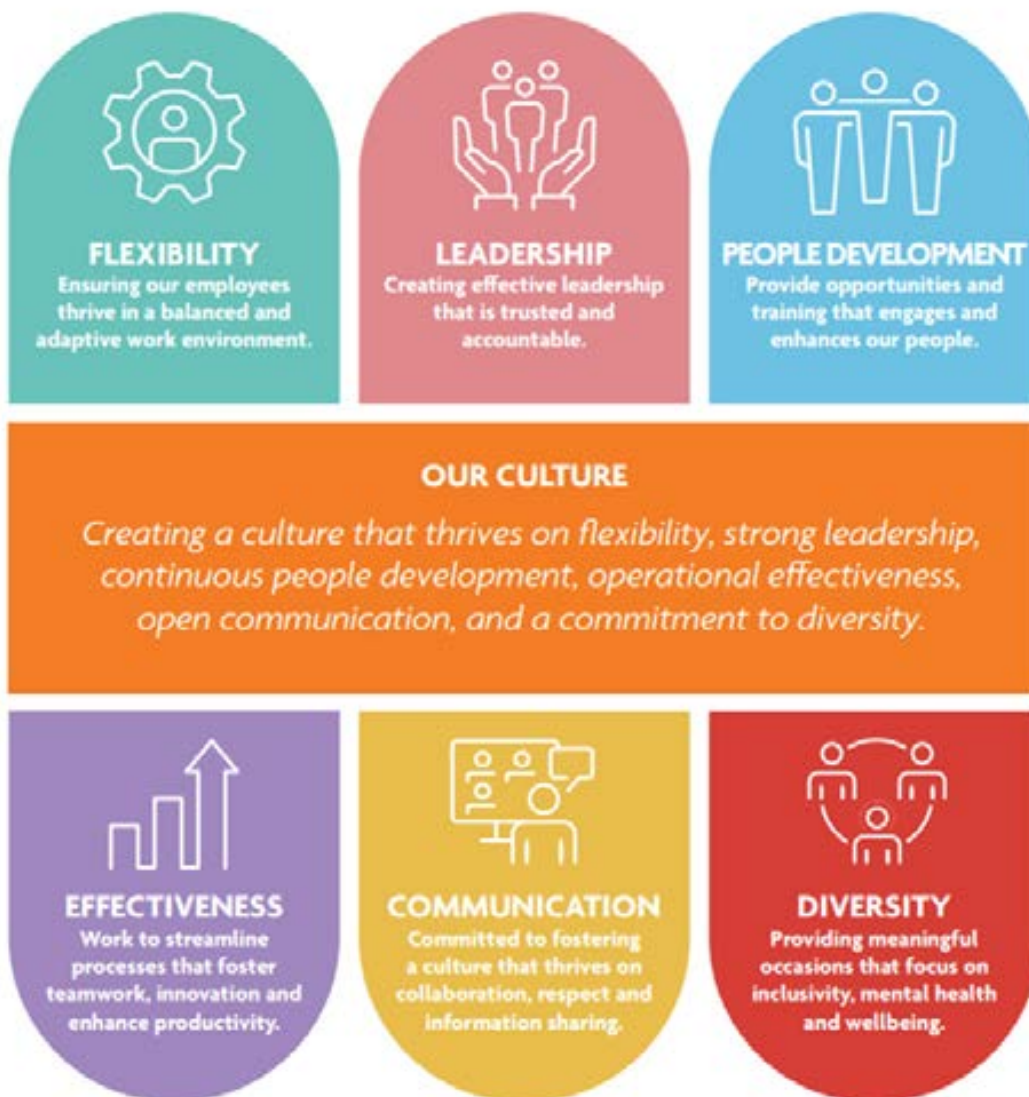 FLEXIBILITY
Ensuring our employees
thrive in a balanced and
adaptive work environment.
LEADERSHIP
Creating effective leadership
that is trusted and
accountable.
PEOPLE DEVELOPMENT
Provide opportunities and
training that engages and
enhances our people.
OUR CULTURE
Creating a culture that thrives on flexibility, strong leadership,
continuous people development, operational effectiveness,
open communication, and a commitment to diversity.
EFFECTIVENESS
Work to streamline
processes that foster
teamwork, innovation and
enhance productivity.
COMMUNICATION
Committed to fostering
a culture that thrives on
collaboration, respect and
information sharing.
DIVERSITY
Providing meaningful
occasions that focus on
inclusivity, mental health
and wellbeing.